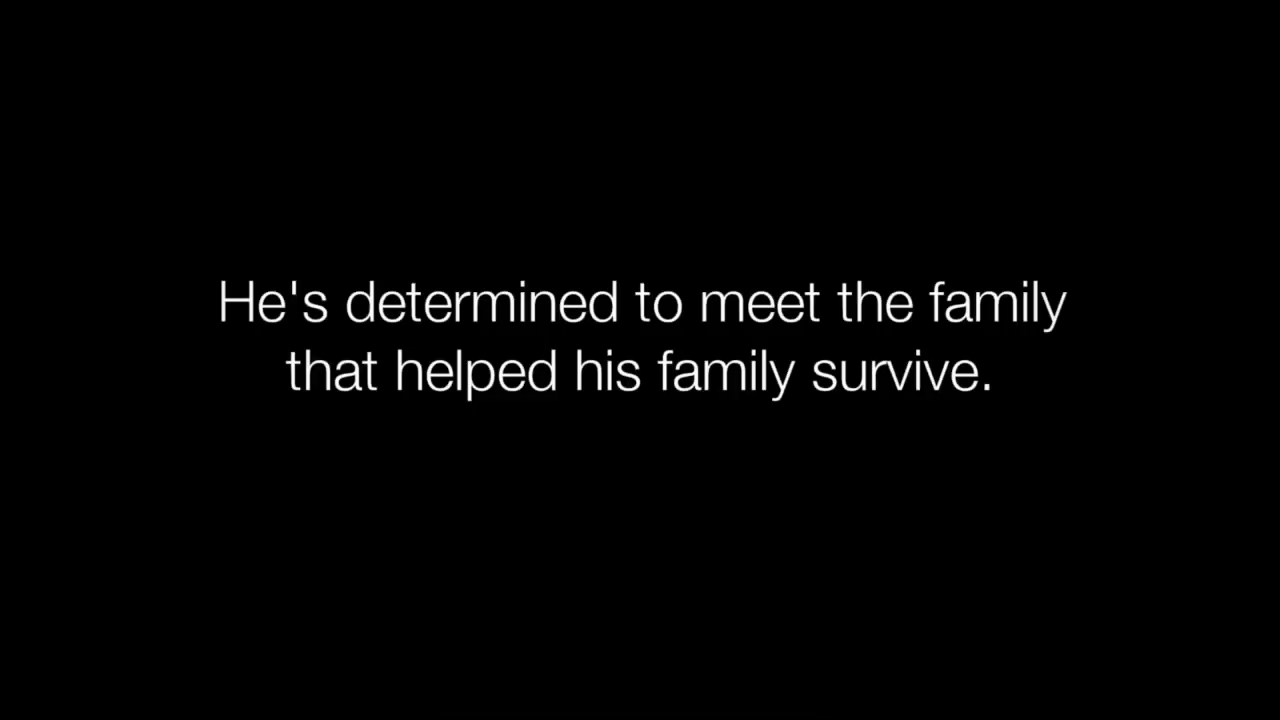 He's determined to meet the family
that helped his family survive.